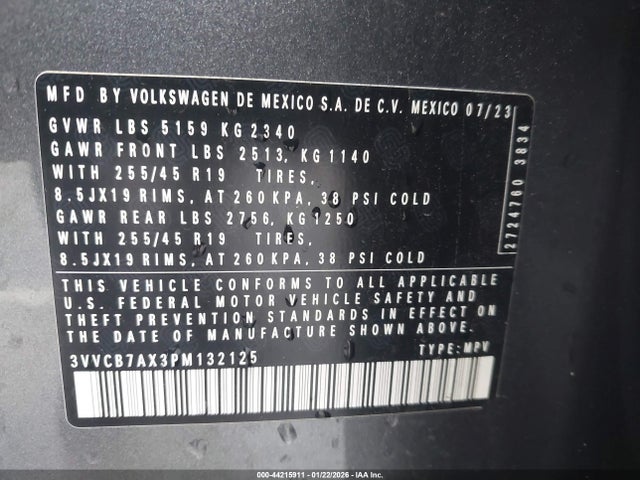 MFD BY VOLKSWAGEN DE MEXICO S.A. DE C.V. MEXICO 07/23
GVWR LBS 5159 KG 2340
GAWR FRONT LBS 2513, KG 1140
WITH 255/45 R19 TIRES,
8.5JX19 RIMS, AT 260 KPA, 38 PSI COLD
GAWR REAR LBS 2756, KG 1250
WITH 255/45 R19 TIRES,
8.5JX19 RIMS, AT 260 KPA, 38 PSI COLD
2724760 3834
THIS VEHICLE CONFORMS TO ALL APPLICABLE
U.S. FEDERAL MOTOR VEHICLE SAFETY AND
THEFT PREVENTION STANDARDS IN EFFECT ON
THE DATE OF MANUFACTURE SHOWN ABOVE.
3VVCB7AX3PM132125 TYPE: MPV
000-44215911 - 01/22/2026 - IAA Inc.